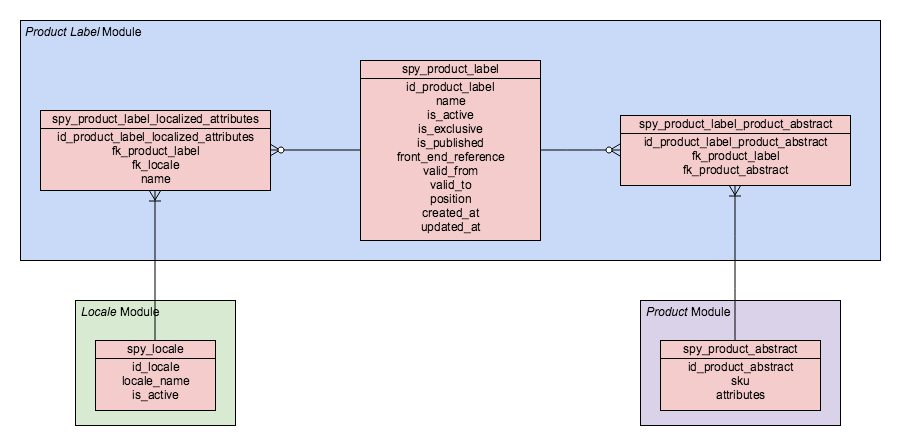 Product Label Module
spy_product_label
id_product_label
name
is_active
is_exclusive
is_published
front_end_reference
valid_from
valid_to
position
created_at
updated_at
spy_product_label_localized_attributes
id_product_label_localized_attributes
fk_product_label
fk_locale
name
spy_product_label_product_abstract
id_product_label_product_abstract
fk_product_label
fk_product_abstract
Locale Module
spy_locale
id_locale
locale_name
is_active
Product Module
spy_product_abstract
id_product_abstract
sku
attributes